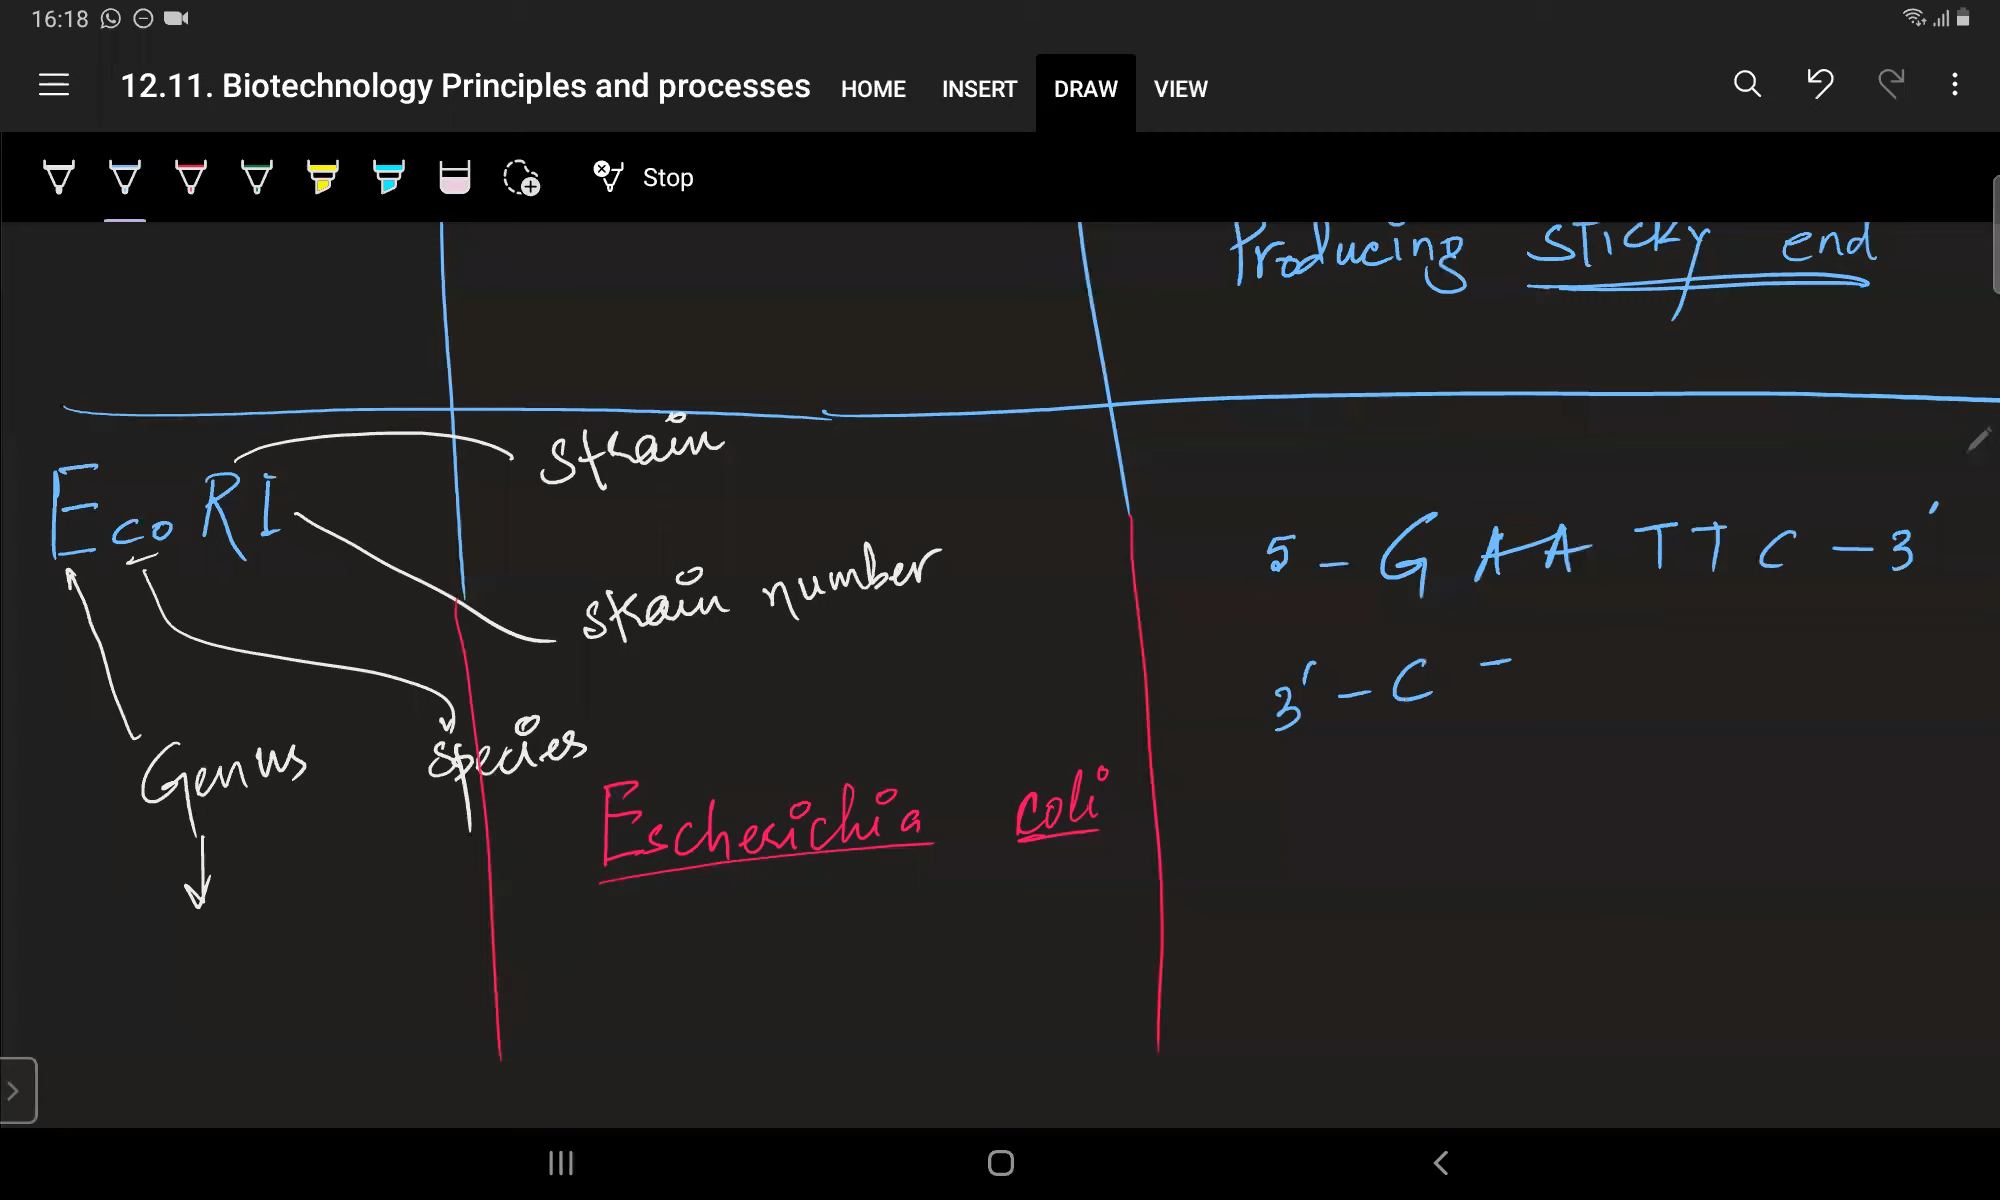 16:18
12.11. Biotechnology Principles and processes HOME INSERT DRAW VIEW
Stop
Producing sticky end
strain
EcoRI
5 - G A A T T C - 3'
strain number
3' - C -
Genus species
Escherichia coli